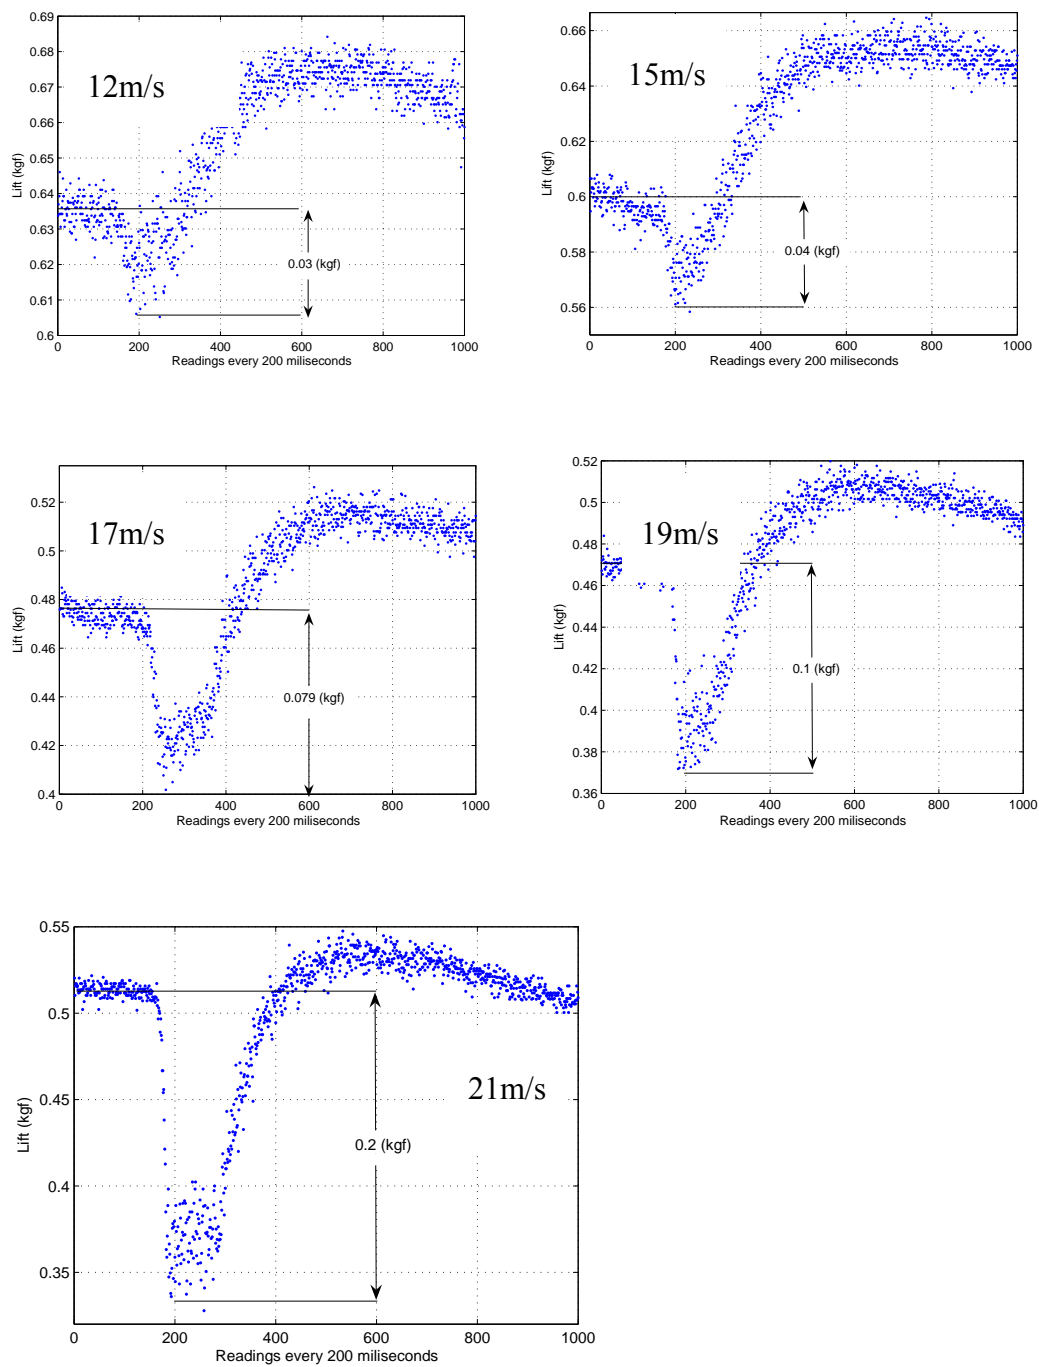 0.69
0.68
0.67
0.66
0.65
0.64
0.63
0.62
0.61
0.6
Lift (kgf)
12m/s
0.03 (kgf)
0 200 400 600 800 1000
Readings every 200 miliseconds
0.66
0.64
0.62
0.6
0.58
0.56
Lift (kgf)
15m/s
0.04 (kgf)
0 200 400 600 800 1000
Readings every 200 miliseconds
0.52
0.5
0.48
0.46
0.44
0.42
0.4
Lift (kgf)
17m/s
0.079 (kgf)
0 200 400 600 800 1000
Readings every 200 miliseconds
0.52
0.5
0.48
0.46
0.44
0.42
0.4
0.38
0.36
Lift (kgf)
19m/s
0.1 (kgf)
0 200 400 600 800 1000
Readings every 200 miliseconds
0.55
0.5
0.45
0.4
0.35
Lift (kgf)
21m/s
0.2 (kgf)
0 200 400 600 800 1000
Readings every 200 miliseconds